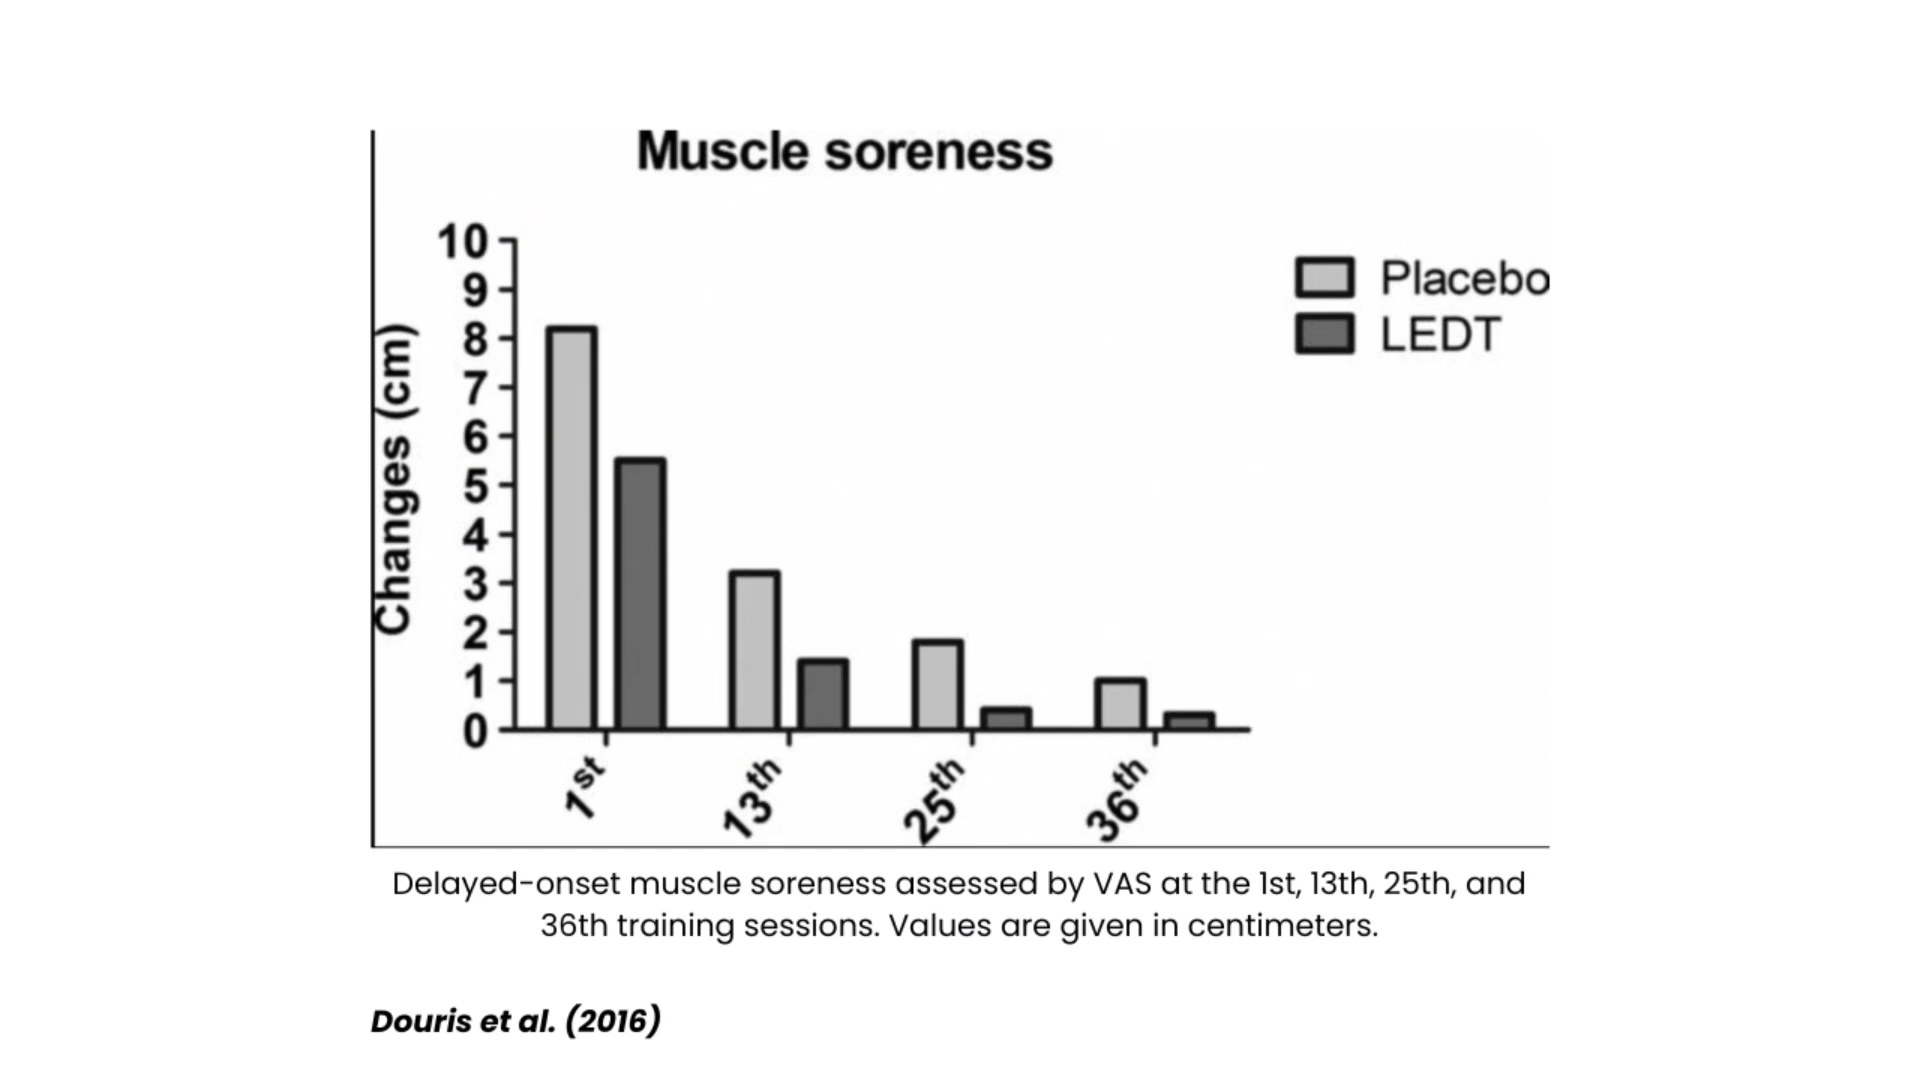 Muscle soreness
Changes (cm)
10
9
8
7
6
5
4
3
2
1
0
Placebo
LEDT
1st
13th
25th
36th
Delayed-onset muscle soreness assessed by VAS at the 1st, 13th, 25th, and
36th training sessions. Values are given in centimeters.
Douris et al. (2016)